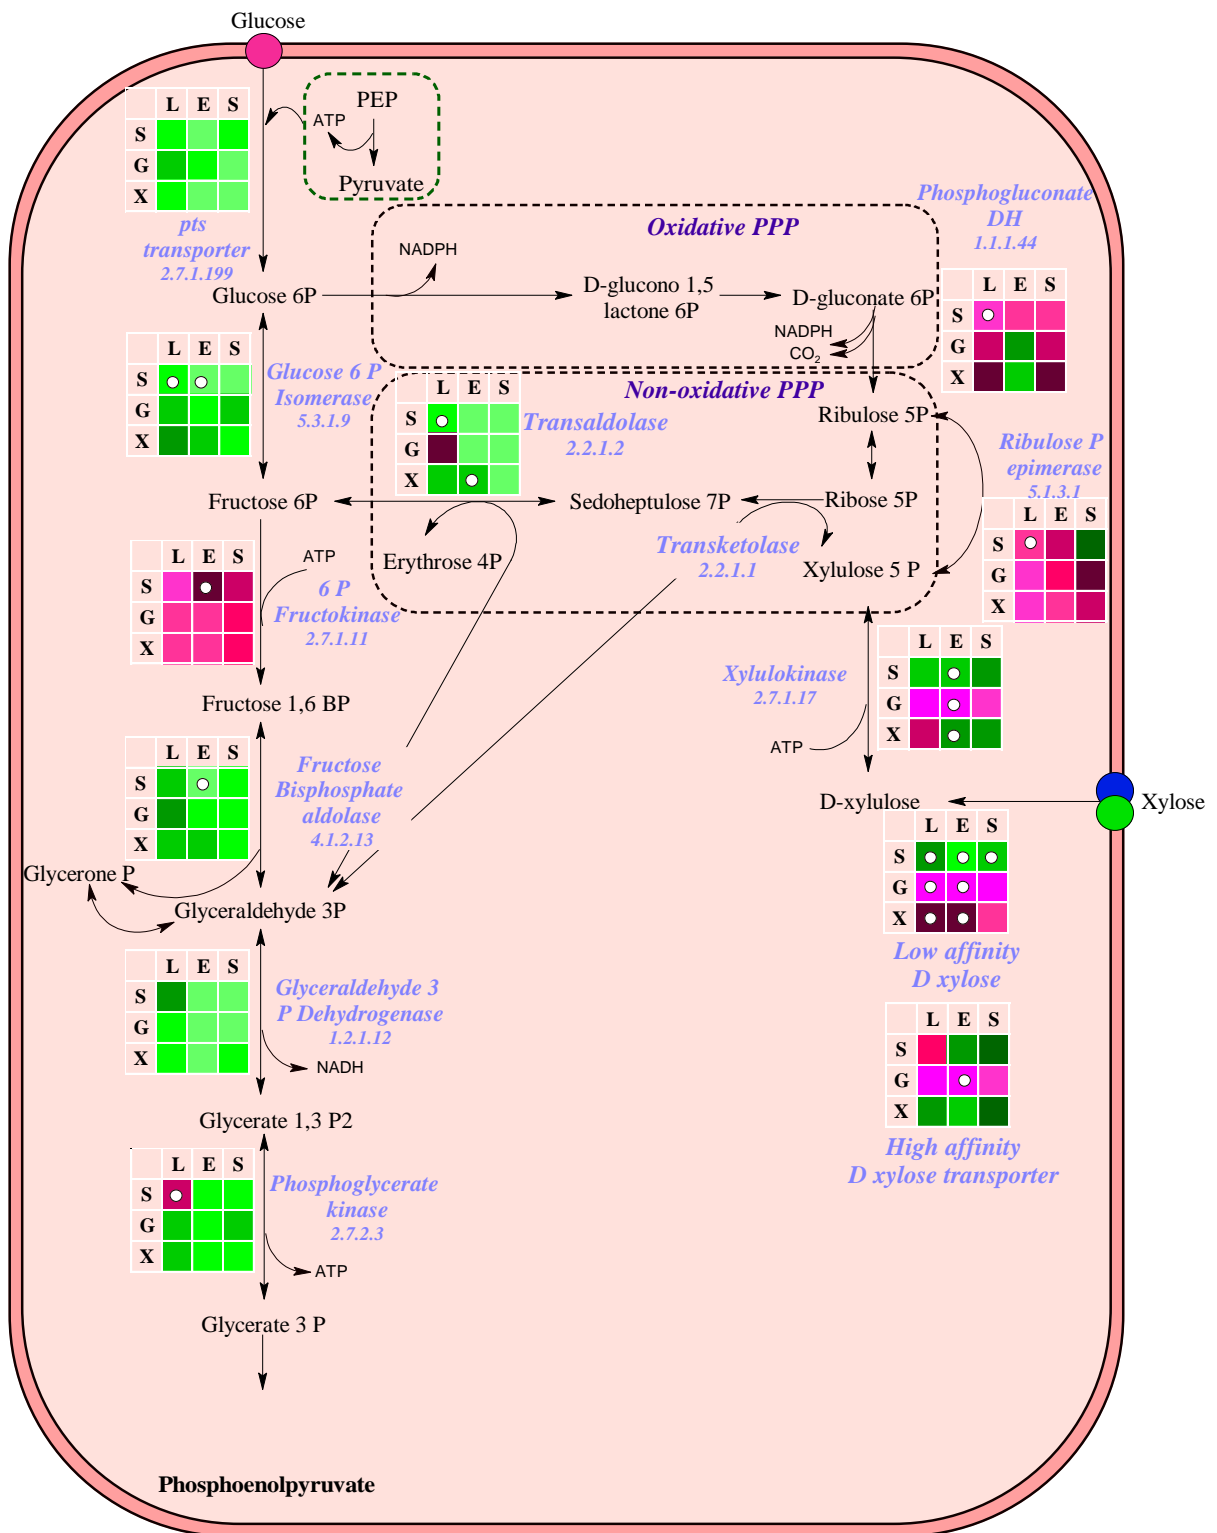 Glucose
L E S
S
G
X
pts
transporter
2.7.1.199
PEP
ATP
Pyruvate
Phosphogluconate
DH
1.1.1.44
L E S
S
G
X
Oxidative PPP
NADPH
Glucose 6P
D-glucono 1,5
lactone 6P
D-gluconate 6P
NADPH
CO2
L E S
S
G
X
Glucose 6 P
Isomerase
5.3.1.9
Non-oxidative PPP
L E S
S
G
X
Transaldolase
2.2.1.2
Ribulose 5P
Ribulose P
epimerase
5.1.3.1
L E S
S
G
X
Fructose 6P
Sedoheptulose 7P
Ribose 5P
Erythrose 4P
Transketolase
2.2.1.1
Xylulose 5 P
L E S
S
G
X
ATP
6 P
Fructokinase
2.7.1.11
Xylulokinase
2.7.1.17
L E S
S
G
X
ATP
Fructose 1,6 BP
L E S
S
G
X
Fructose
Bisphosphate
aldolase
4.1.2.13
D-xylulose
Xylose
L E S
S
G
X
Low affinity
D xylose
Glycerone P
Glyceraldehyde 3P
L E S
S
G
X
Glyceraldehyde 3
P Dehydrogenase
1.2.1.12
NADH
L E S
S
G
X
High affinity
D xylose transporter
Glycerate 1,3 P2
L E S
S
G
X
Phosphoglycerate
kinase
2.7.2.3
ATP
Glycerate 3 P
Phosphoenolpyruvate